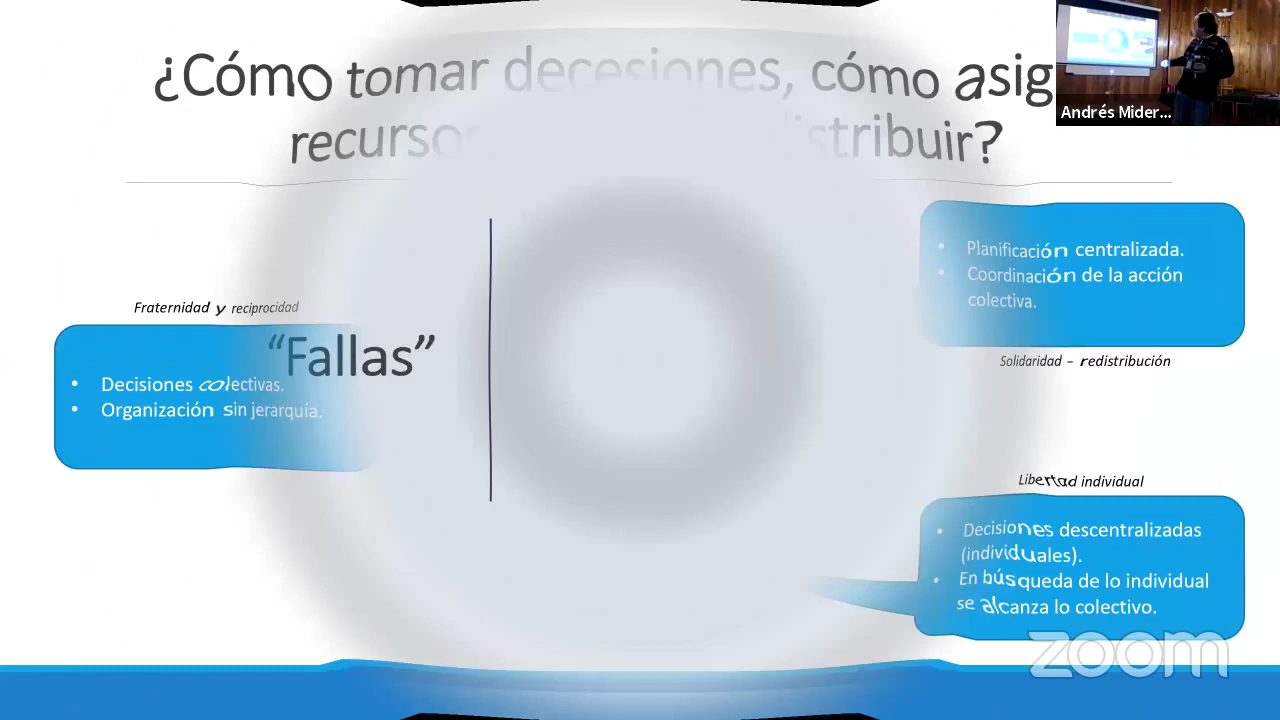 ¿Cómo tomar decesiones, cómo asig
recursos stribuir?
Andrés Mider...
• Planificación centralizada.
• Coordinación de la acción
colectiva.
Solidaridad – redistribución
Fraternidad y reciprocidad
• Decisiones colectivas.
• Organización sin jerarquía.
“Fallas”
Libertad individual
• Decisiones descentralizadas
(individuales).
• En búsqueda de lo individual
se alcanza lo colectivo.
zoom